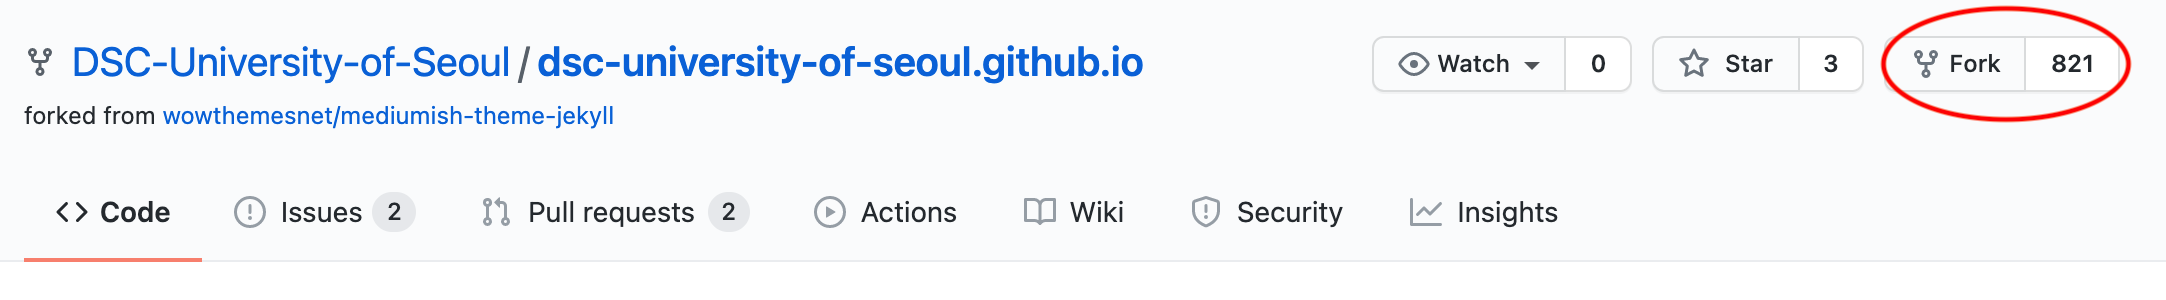 DSC-University-of-Seoul / dsc-university-of-seoul.github.io Watch 0 Star 3 Fork 821
forked from wowthemesnet/mediumish-theme-jekyll
Code Issues 2 Pull requests 2 Actions Wiki Security Insights